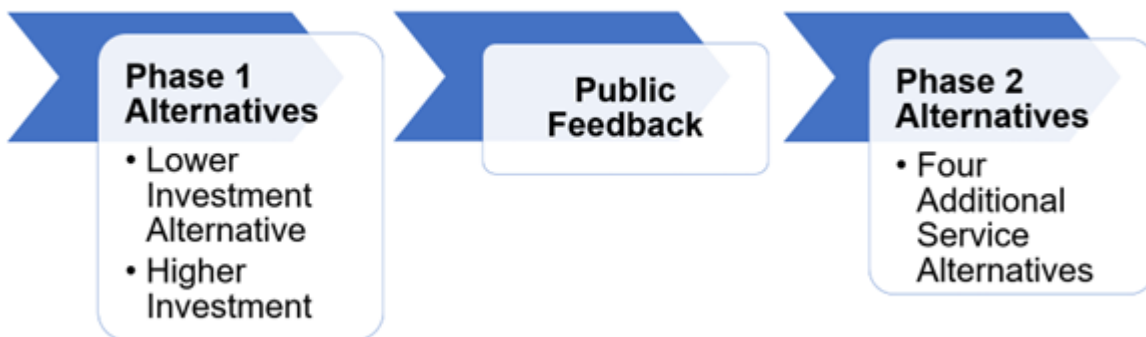 Phase 1
Alternatives
• Lower
Investment
Alternative
• Higher
Investment
Public
Feedback
Phase 2
Alternatives
• Four
Additional
Service
Alternatives